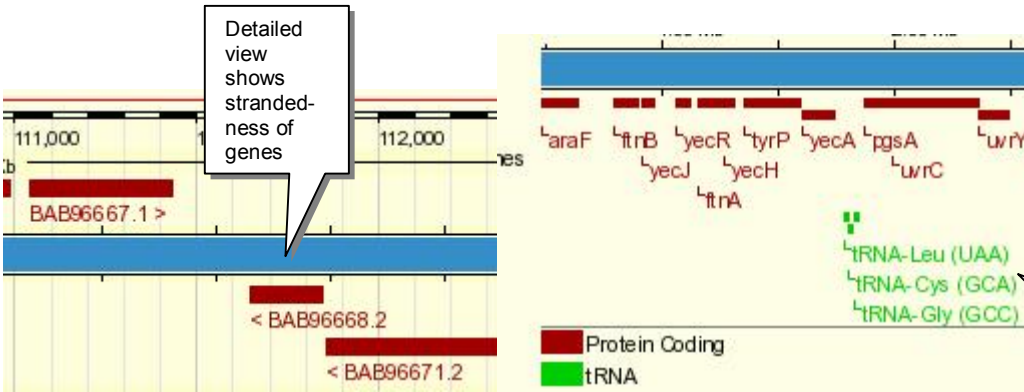 Detailed
view
shows
stranded-
ness of
genes
111,000
112,000
BAB96667.1 >
< BAB96668.2
< BAB96671.2
araF ftnB yecR tyrP yecA pgsA uvrY
yecJ yecH uvrC
ftnA
tRNA-Leu (UAA)
tRNA-Cys (GCA)
tRNA-Gly (GCC)
Protein Coding
tRNA